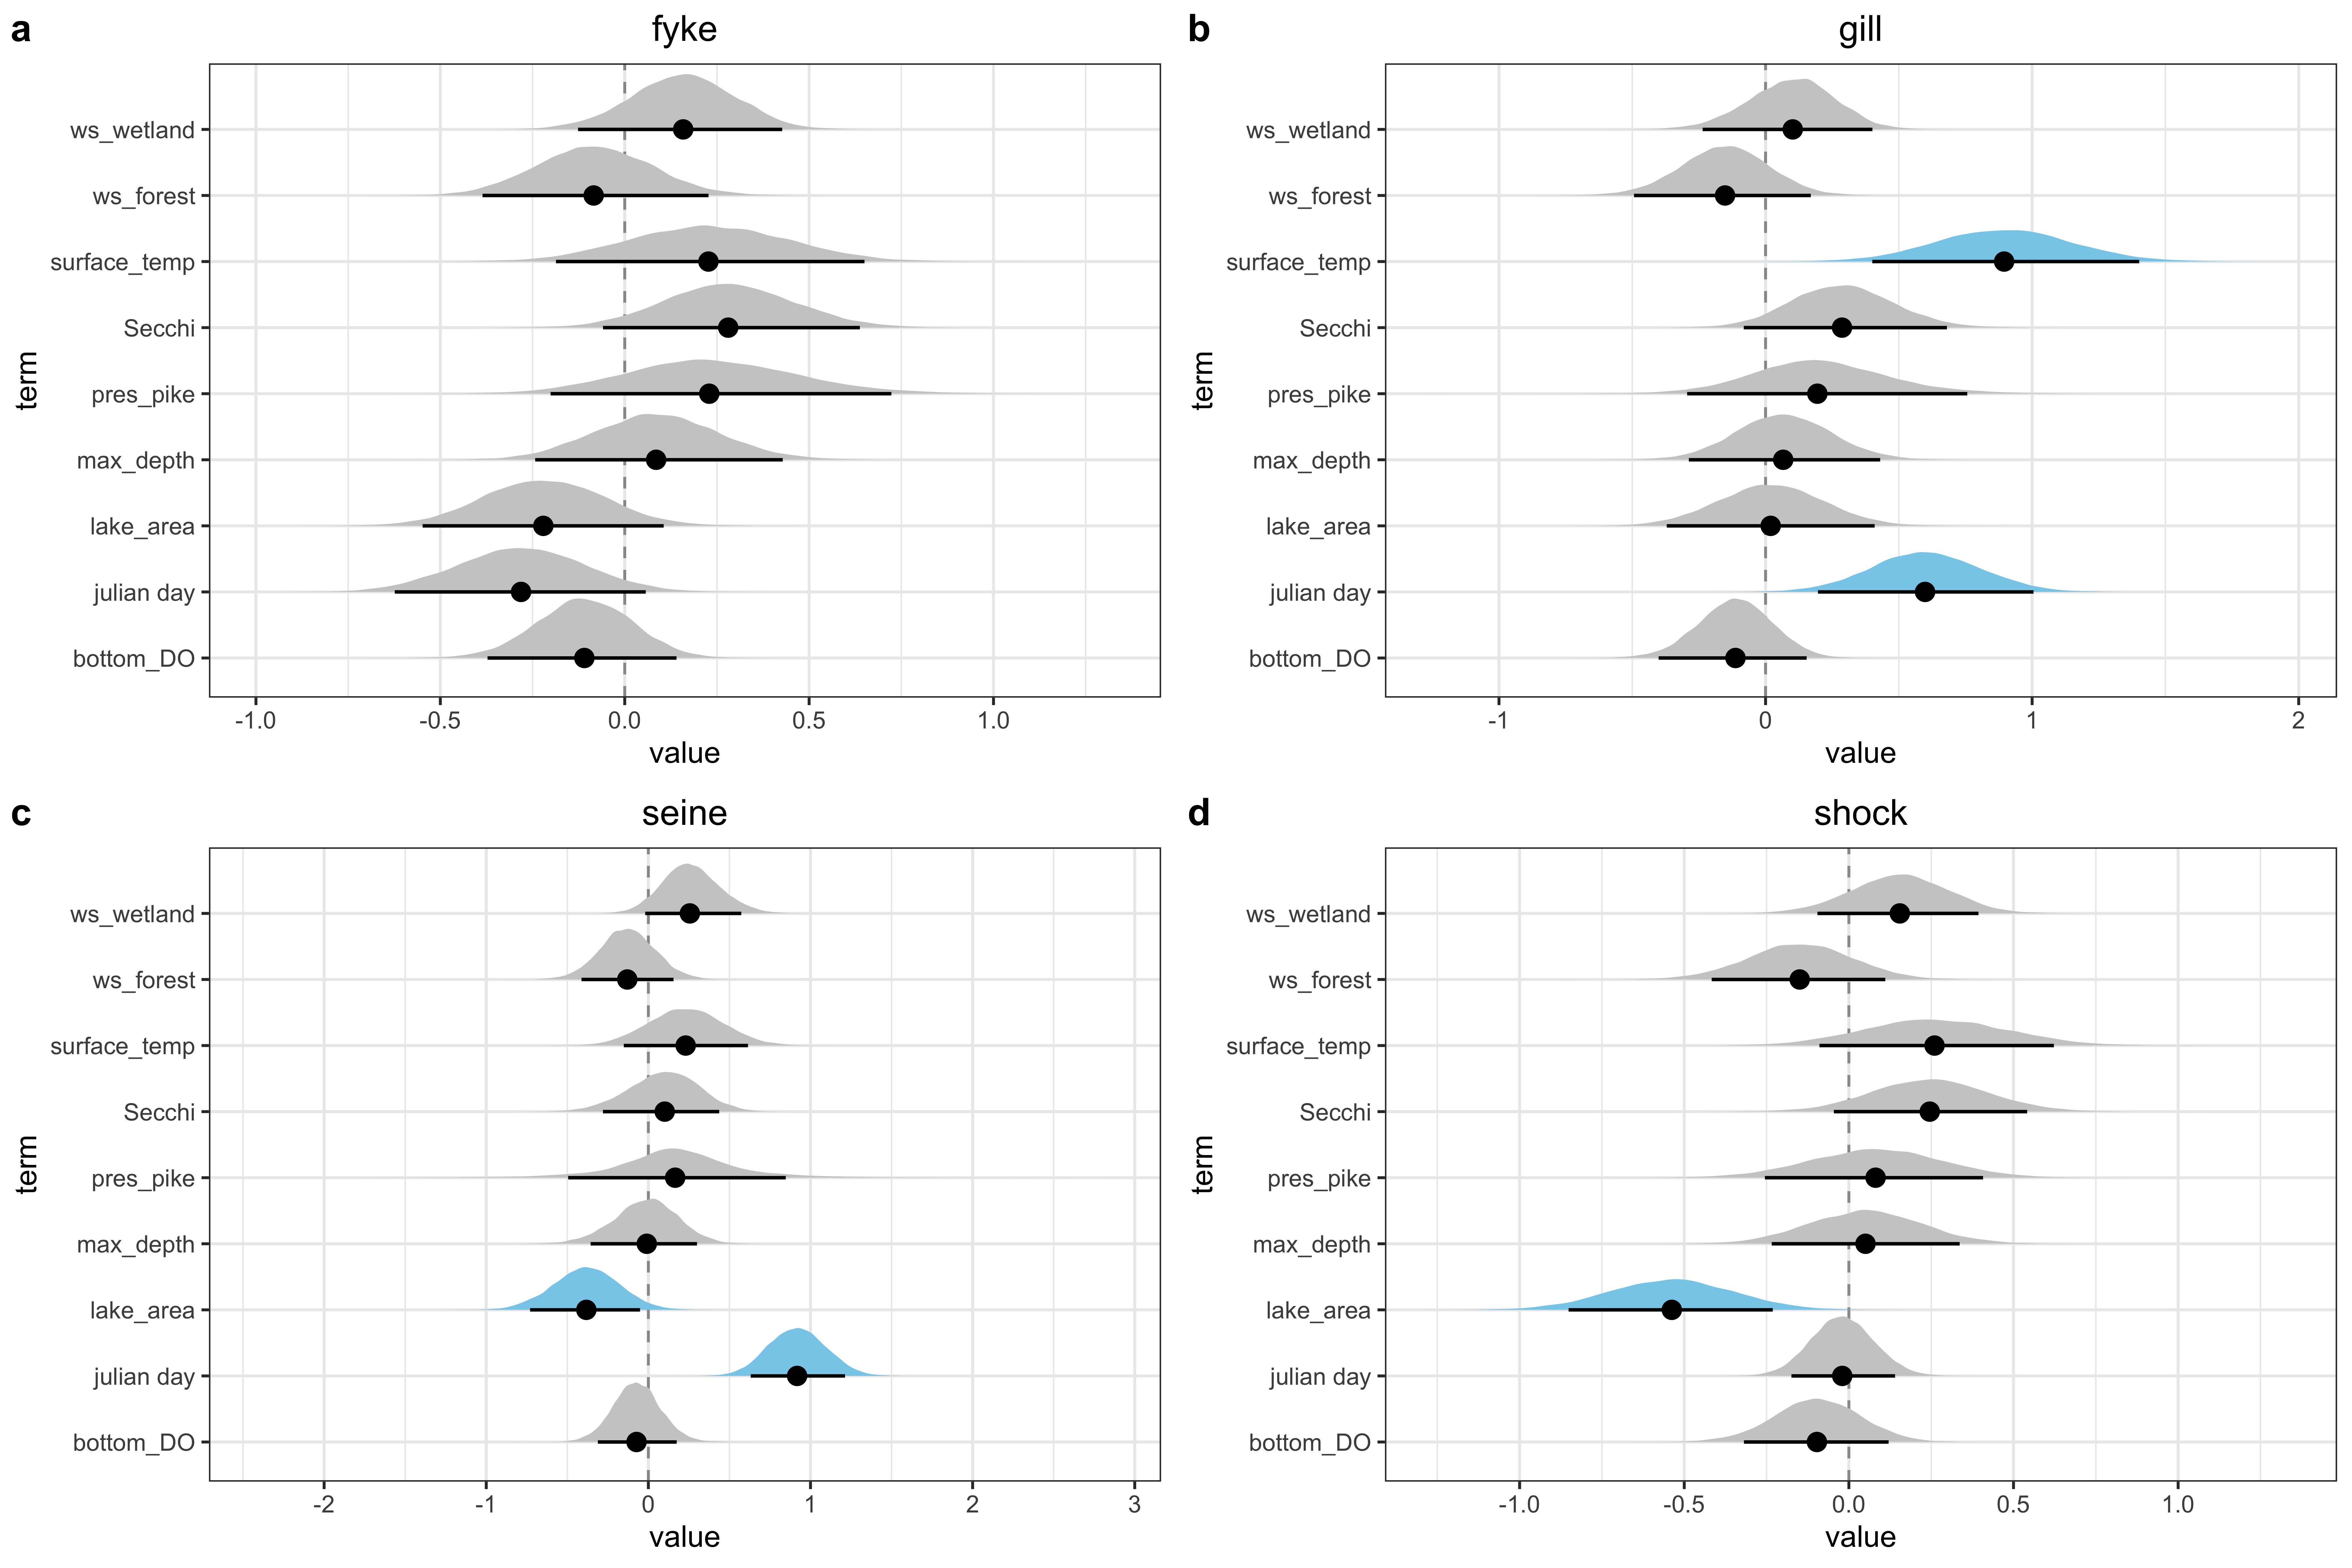 a
fyke
ws_wetland
ws_forest
surface_temp
Secchi
pres_pike
max_depth
lake_area
julian day
bottom_DO
term
-1.0 -0.5 0.0 0.5 1.0
value
b
gill
ws_wetland
ws_forest
surface_temp
Secchi
pres_pike
max_depth
lake_area
julian day
bottom_DO
term
-1 0 1 2
value
c
seine
ws_wetland
ws_forest
surface_temp
Secchi
pres_pike
max_depth
lake_area
julian day
bottom_DO
term
-2 -1 0 1 2 3
value
d
shock
ws_wetland
ws_forest
surface_temp
Secchi
pres_pike
max_depth
lake_area
julian day
bottom_DO
term
-1.0 -0.5 0.0 0.5 1.0
value